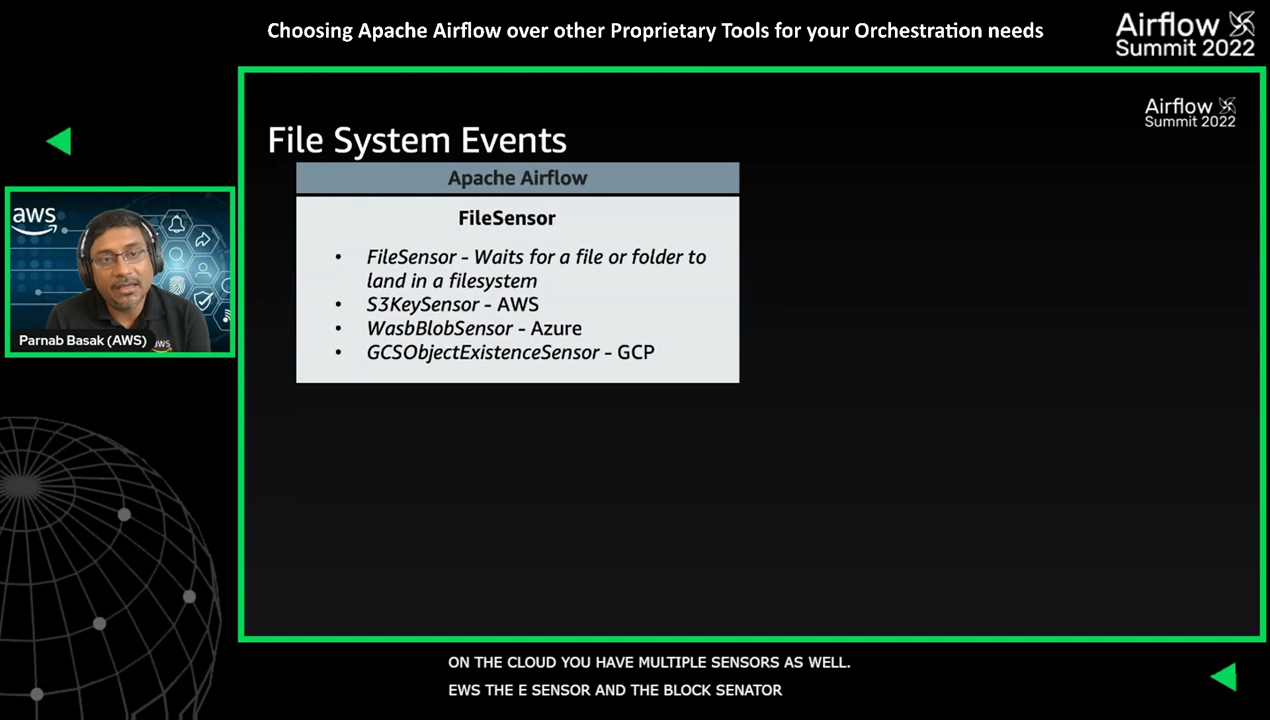 Choosing Apache Airflow over other Proprietary Tools for your Orchestration needs
Airflow
Summit 2022
Airflow
Summit 2022
File System Events
Apache Airflow
FileSensor
• FileSensor - Waits for a file or folder to
land in a filesystem
• S3KeySensor - AWS
• WasbBlobSensor - Azure
• GCSObjectExistenceSensor - GCP
aws
Parnab Basak (AWS)
aws
ON THE CLOUD YOU HAVE MULTIPLE SENSORS AS WELL.
EWS THE E SENSOR AND THE BLOCK SENATOR